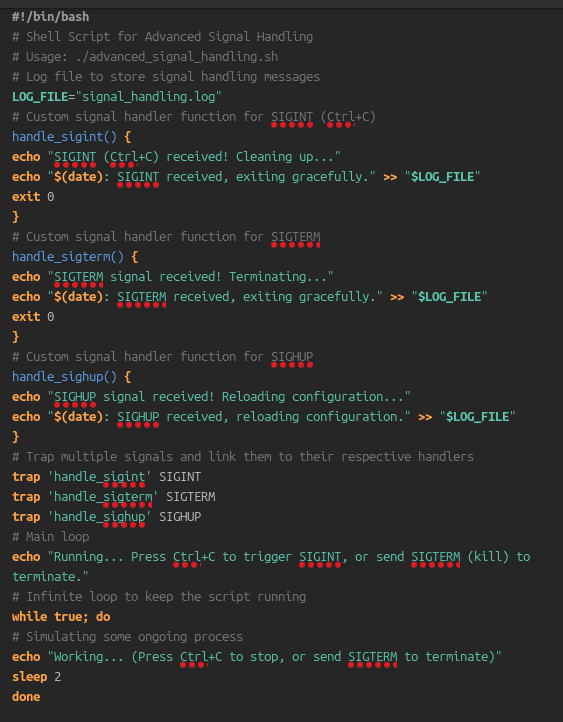 #!/bin/bash
# Shell Script for Advanced Signal Handling
# Usage: ./advanced_signal_handling.sh
# Log file to store signal handling messages
LOG_FILE="signal_handling.log"
# Custom signal handler function for SIGINT (Ctrl+C)
handle_sigint() {
echo "SIGINT (Ctrl+C) received! Cleaning up..."
echo "$(date): SIGINT received, exiting gracefully." >> "$LOG_FILE"
exit 0
}
# Custom signal handler function for SIGTERM
handle_sigterm() {
echo "SIGTERM signal received! Terminating..."
echo "$(date): SIGTERM received, exiting gracefully." >> "$LOG_FILE"
exit 0
}
# Custom signal handler function for SIGHUP
handle_sighup() {
echo "SIGHUP signal received! Reloading configuration..."
echo "$(date): SIGHUP received, reloading configuration." >> "$LOG_FILE"
}
# Trap multiple signals and link them to their respective handlers
trap 'handle_sigint' SIGINT
trap 'handle_sigterm' SIGTERM
trap 'handle_sighup' SIGHUP
# Main loop
echo "Running... Press Ctrl+C to trigger SIGINT, or send SIGTERM (kill) to
terminate."
# Infinite loop to keep the script running
while true; do
# Simulating some ongoing process
echo "Working... (Press Ctrl+C to stop, or send SIGTERM to terminate)"
sleep 2
done